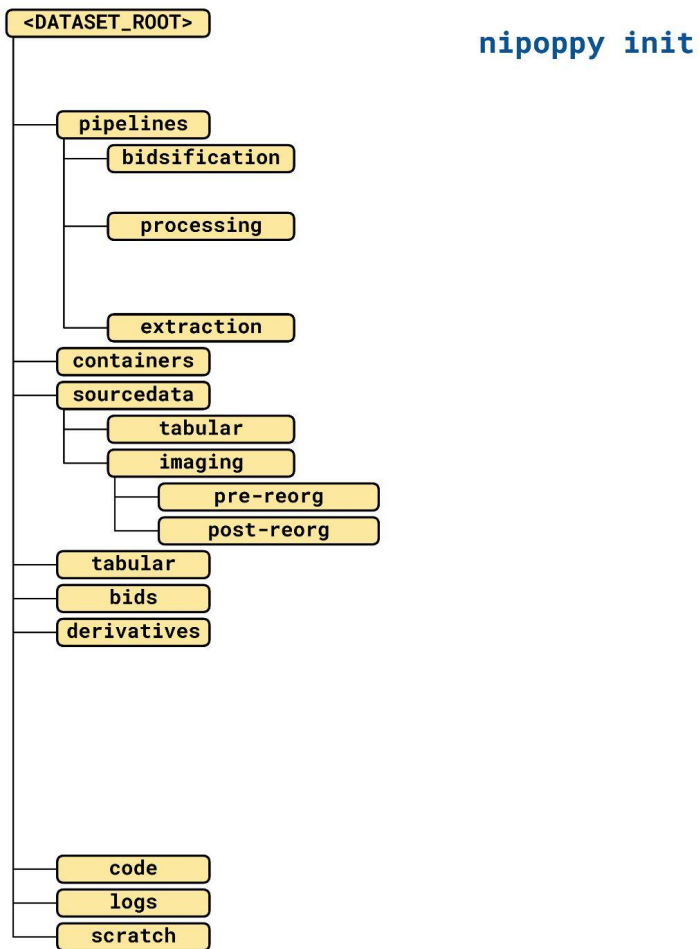 <DATASET_ROOT>
nipoppy init
pipelines
bidsification
processing
extraction
containers
sourcedata
tabular
imaging
pre-reorg
post-reorg
tabular
bids
derivatives
code
logs
scratch